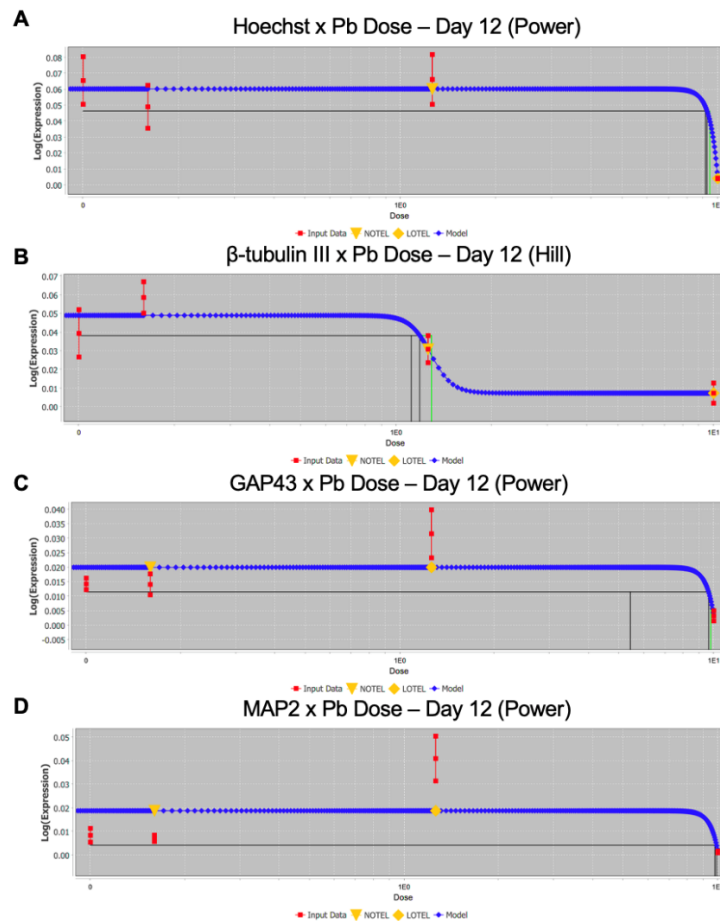 A
Hoechst x Pb Dose – Day 12 (Power)
Log(Expression)
0.08
0.07
0.06
0.05
0.04
0.03
0.02
0.01
0.00
0
1E0
1E1
Dose
Input Data NOTEL LOTEL Model
B
β-tubulin III x Pb Dose – Day 12 (Hill)
Log(Expression)
0.07
0.06
0.05
0.04
0.03
0.02
0.01
0.00
0
1E0
1E1
Dose
Input Data NOTEL LOTEL Model
C
GAP43 x Pb Dose – Day 12 (Power)
Log(Expression)
0.040
0.035
0.030
0.025
0.020
0.015
0.010
0.005
0.000
-0.005
0
1E0
1E1
Dose
Input Data NOTEL LOTEL Model
D
MAP2 x Pb Dose – Day 12 (Power)
Log(Expression)
0.05
0.04
0.03
0.02
0.01
0.00
0
1E0
Dose
Input Data NOTEL LOTEL Model